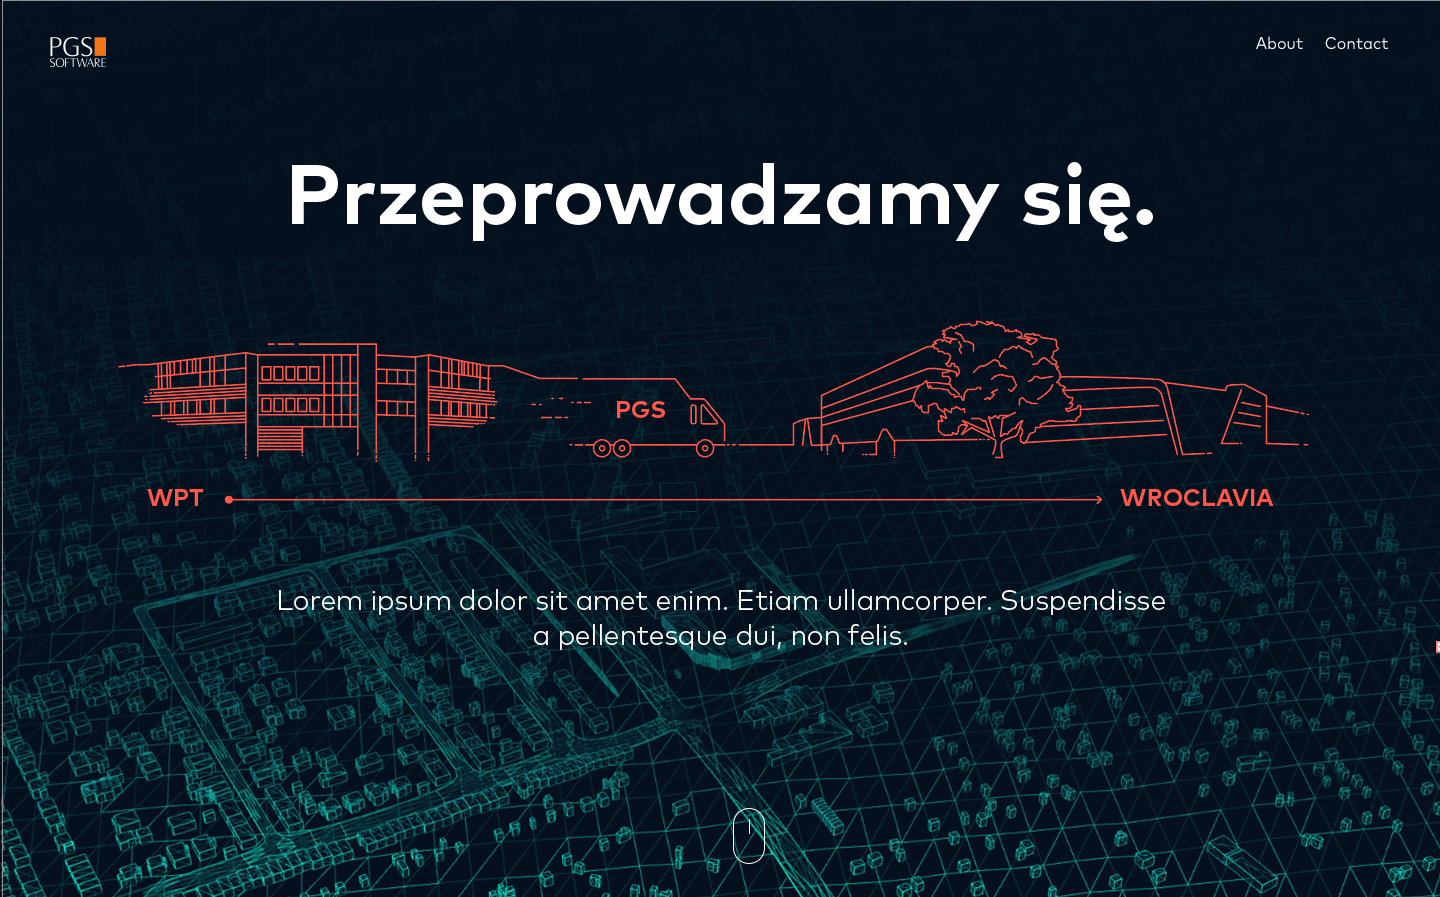 PGS
SOFTWARE
About Contact
Przeprowadzamy się.
PGS
WPT
WROCLAVIA
Lorem ipsum dolor sit amet enim. Etiam ullamcorper. Suspendisse
a pellentesque dui, non felis.